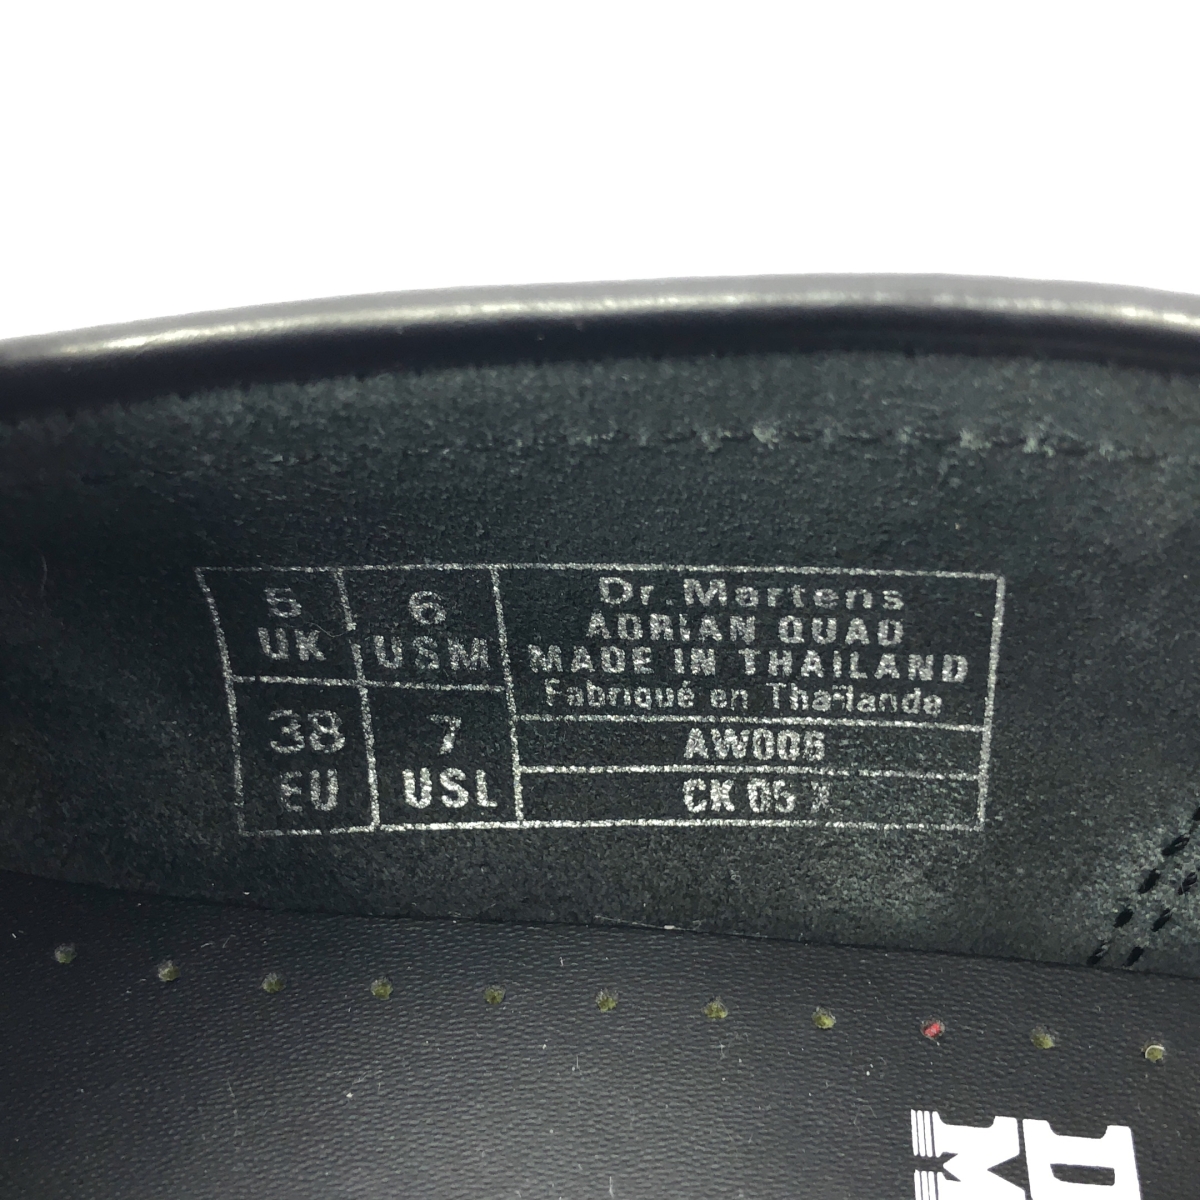 5 UK
6 USM
38 EU
7 USL
Dr. Martens
ADRIAN QUAD
MADE IN THAILAND
Fabriqué en Thaïlande
AW006
CK 05 X
D
M